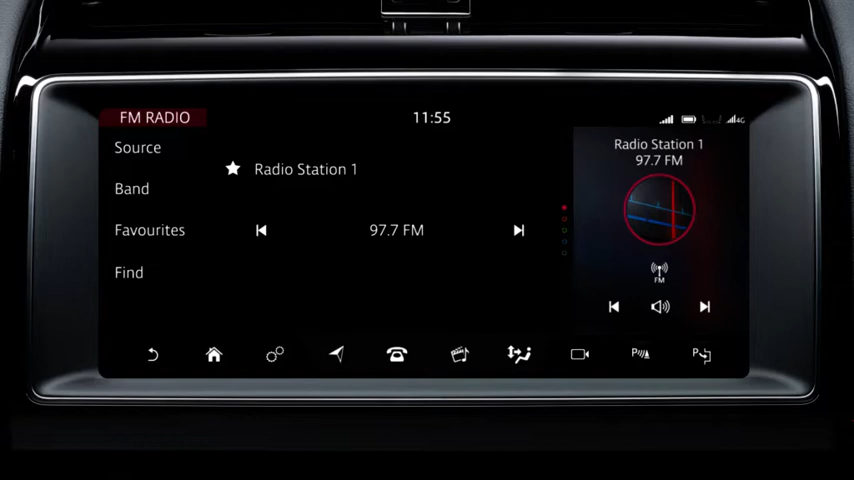 FM RADIO
11:55
4G
Source
Band
Favourites
Find
Radio Station 1
97.7 FM
Radio Station 1
97.7 FM
FM
P
P